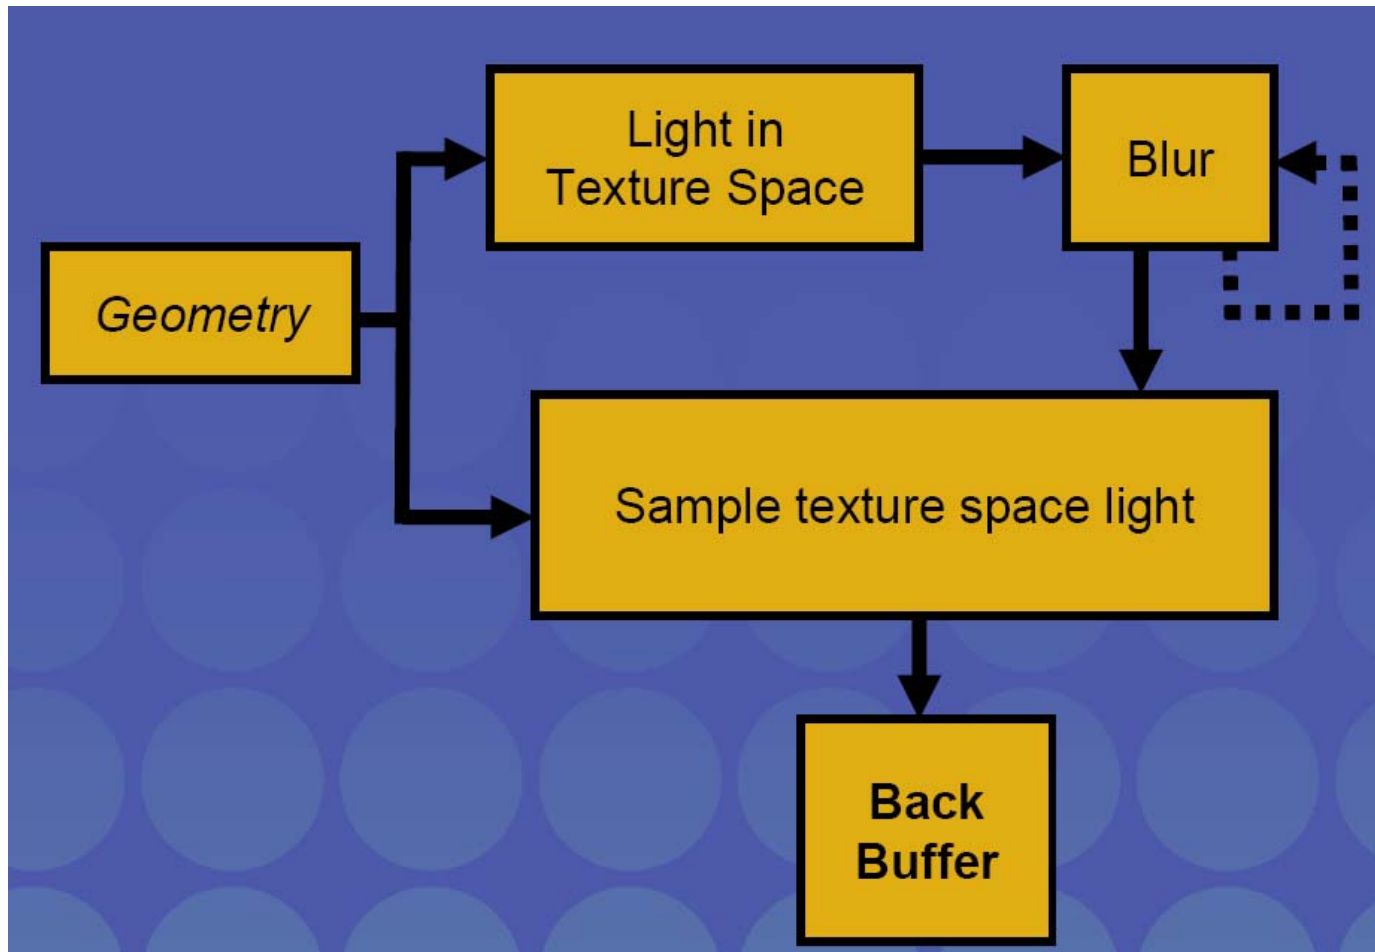 Light in
Texture Space
Blur
Geometry
Sample texture space light
Back
Buffer